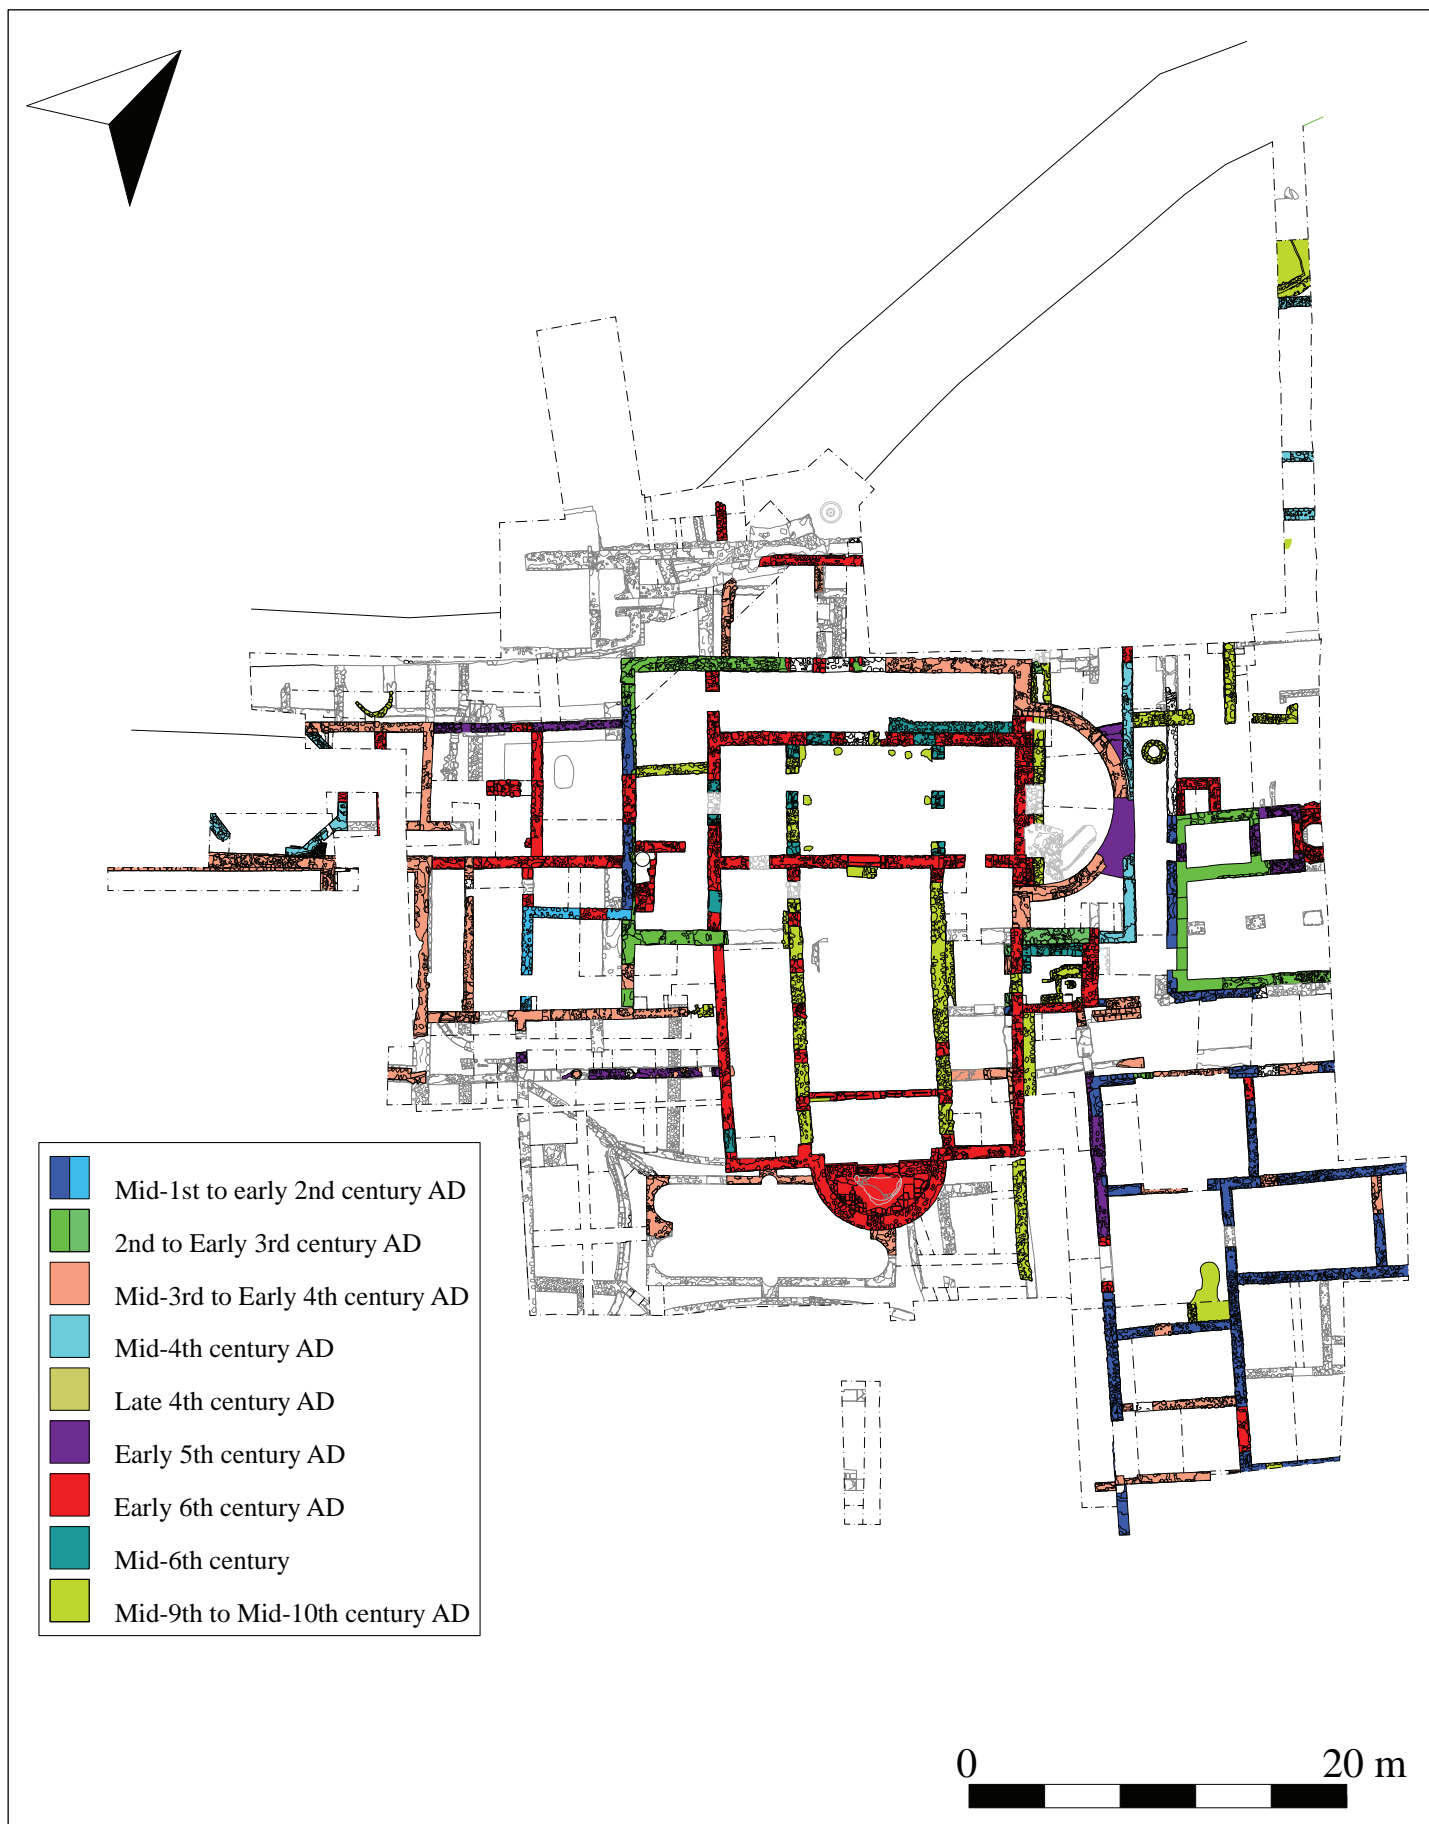 Mid-1st to early 2nd century AD
2nd to Early 3rd century AD
Mid-3rd to Early 4th century AD
Mid-4th century AD
Late 4th century AD
Early 5th century AD
Early 6th century AD
Mid-6th century
Mid-9th to Mid-10th century AD
0 20 m